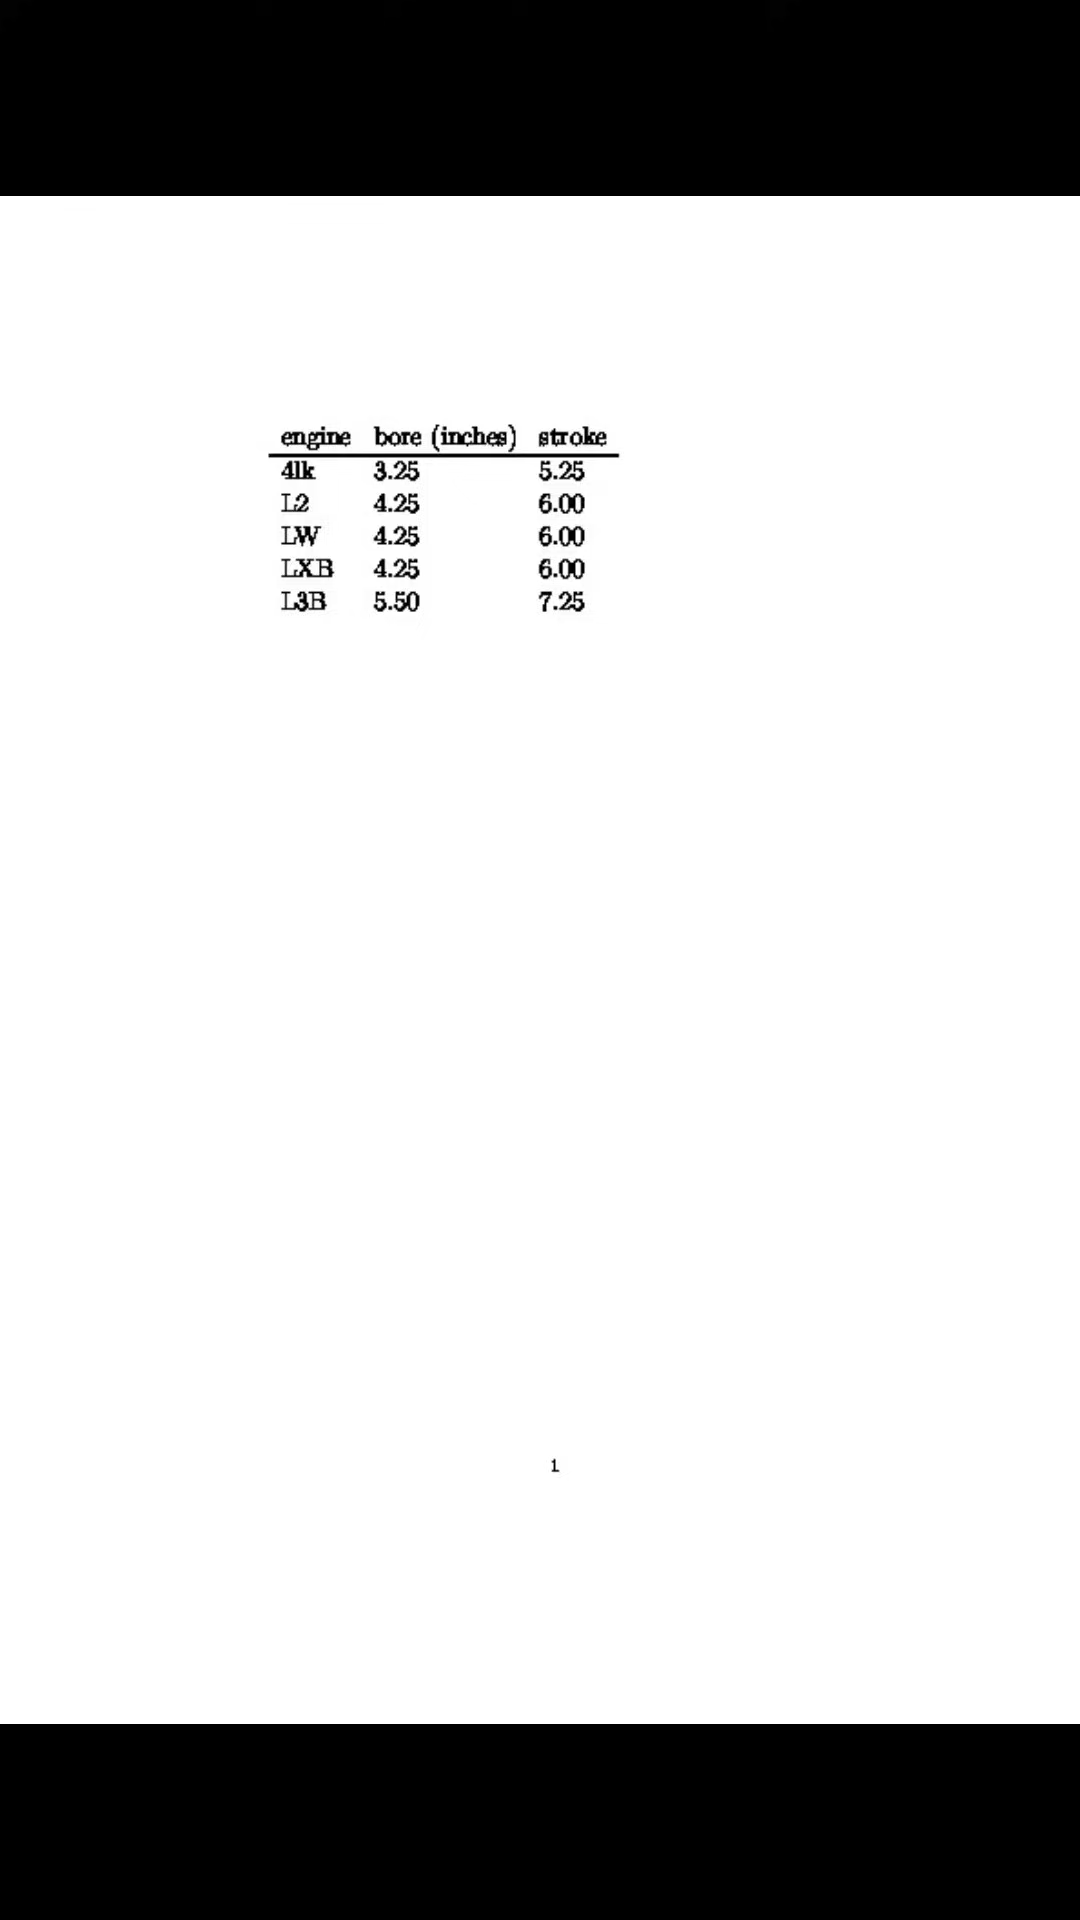 engine bore (inches) stroke
4lk 3.25 5.25
L2 4.25 6.00
LW 4.25 6.00
LXB 4.25 6.00
L3B 5.50 7.25
1